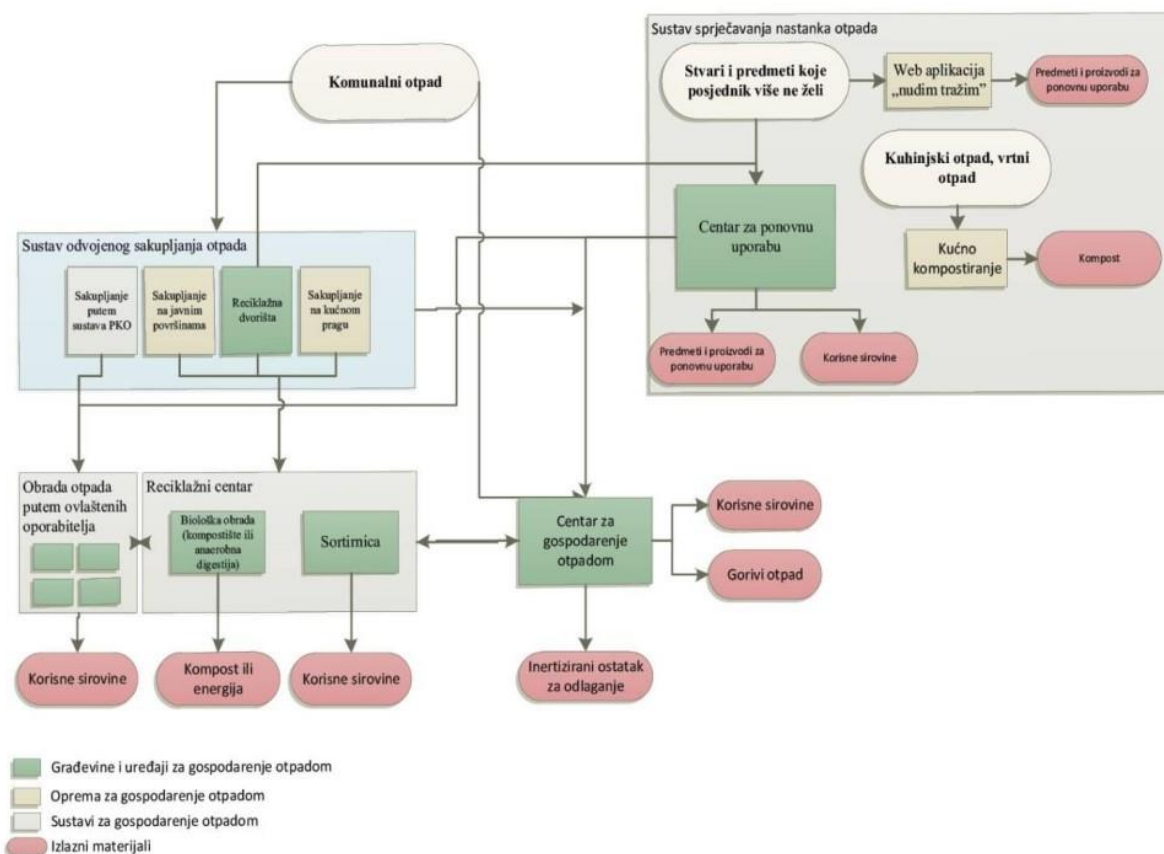 Sustav sprječavanja nastanka otpada
Komunalni otpad
Stvari i predmeti koje
posjednik više ne želi
Web aplikacija
„nudim tražim”
Predmeti i proizvodi za
ponovnu uporabu
Kuhinjski otpad, vrtni
otpad
Centar za ponovnu
uporabu
Kućno
kompostiranje
Kompost
Predmeti i proizvodi za
ponovnu uporabu
Korisne sirovine
Sustav odvojenog sakupljanja otpada
Sakupljanje
putem
sustava PKO
Sakupljanje
na javnim
površinama
Reciklažna
dvorišta
Sakupljanje
na kućnom
pragu
Obrada otpada
putem ovlaštenih
oporabitelja
Reciklažni centar
Biološka obrada
(kompostište ili
anaerobna
digestija)
Sortirnica
Centar za
gospodarenje
otpadom
Korisne sirovine
Gorivi otpad
Korisne sirovine
Kompost ili
energija
Korisne sirovine
Inertizirani ostatak
za odlaganje
Građevine i uređaji za gospodarenje otpadom
Oprema za gospodarenje otpadom
Sustavi za gospodarenje otpadom
Izlazni materijali